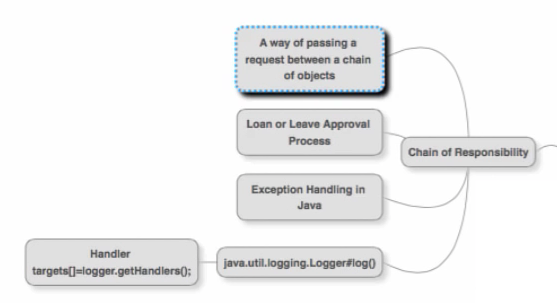 A way of passing a
request between a chain
of objects
Loan or Leave Approval
Process
Chain of Responsibility
Exception Handling in
Java
Handler
targets[]=logger.getHandlers();
java.util.logging.Logger#log()